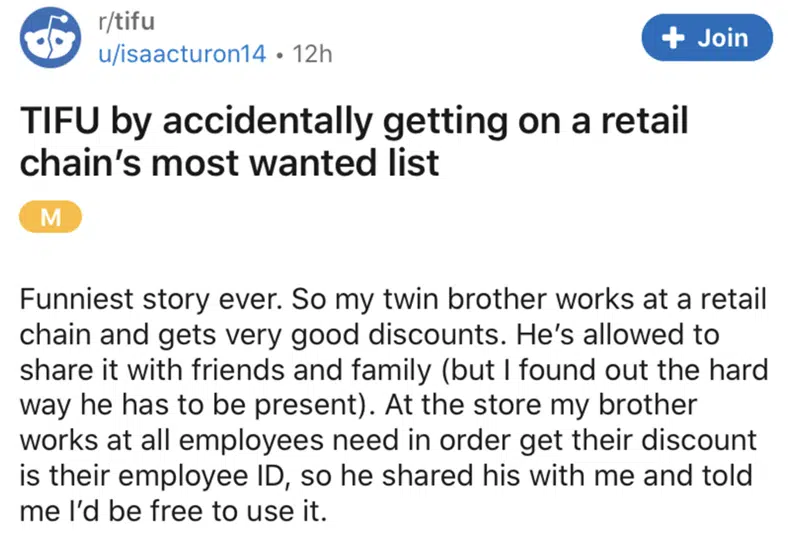 r/tifu
u/isaacturon14 • 12h
+ Join
TIFU by accidentally getting on a retail
chain’s most wanted list
M
Funniest story ever. So my twin brother works at a retail
chain and gets very good discounts. He’s allowed to
share it with friends and family (but I found out the hard
way he has to be present). At the store my brother
works at all employees need in order get their discount
is their employee ID, so he shared his with me and told
me I’d be free to use it.